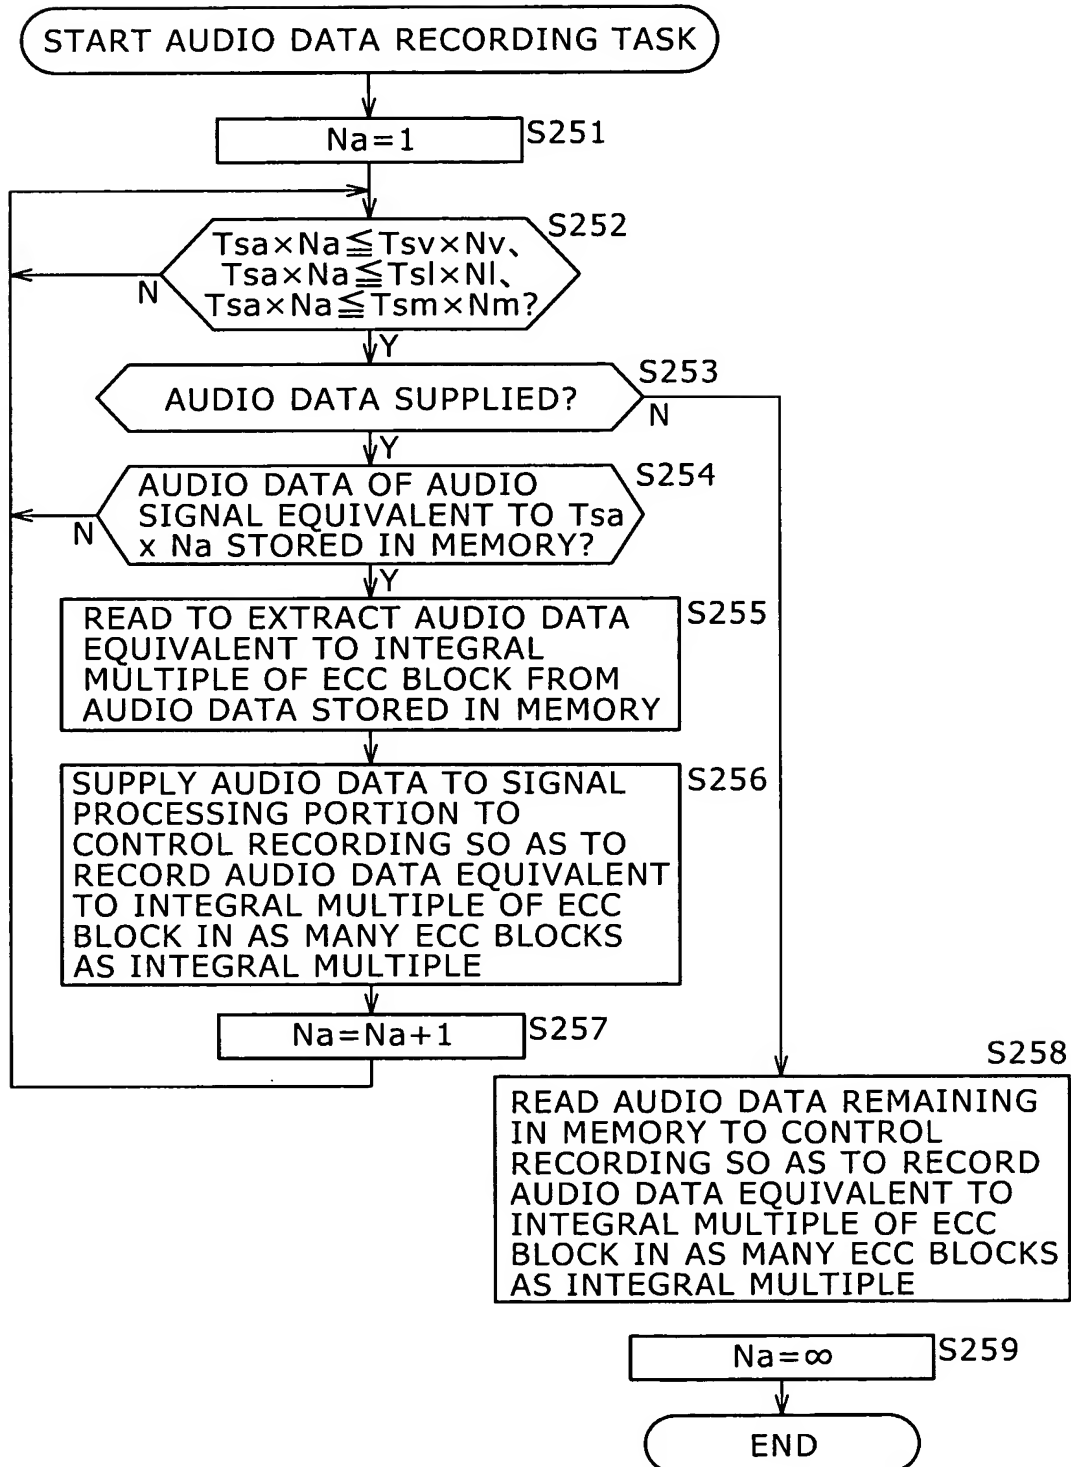 START AUDIO DATA RECORDING TASK
Na=1
S251
S252
Tsa×Na≦Tsv×Nv、
Tsa×Na≦Tsl×Nl、
Tsa×Na≦Tsm×Nm?
N
Y
S253
AUDIO DATA SUPPLIED?
N
Y
S254
AUDIO DATA OF AUDIO
SIGNAL EQUIVALENT TO Tsa
x Na STORED IN MEMORY?
N
Y
S255
READ TO EXTRACT AUDIO DATA
EQUIVALENT TO INTEGRAL
MULTIPLE OF ECC BLOCK FROM
AUDIO DATA STORED IN MEMORY
S256
SUPPLY AUDIO DATA TO SIGNAL
PROCESSING PORTION TO
CONTROL RECORDING SO AS TO
RECORD AUDIO DATA EQUIVALENT
TO INTEGRAL MULTIPLE OF ECC
BLOCK IN AS MANY ECC BLOCKS
AS INTEGRAL MULTIPLE
Na=Na+1
S257
S258
READ AUDIO DATA REMAINING
IN MEMORY TO CONTROL
RECORDING SO AS TO RECORD
AUDIO DATA EQUIVALENT TO
INTEGRAL MULTIPLE OF ECC
BLOCK IN AS MANY ECC BLOCKS
AS INTEGRAL MULTIPLE
Na=∞
S259
END